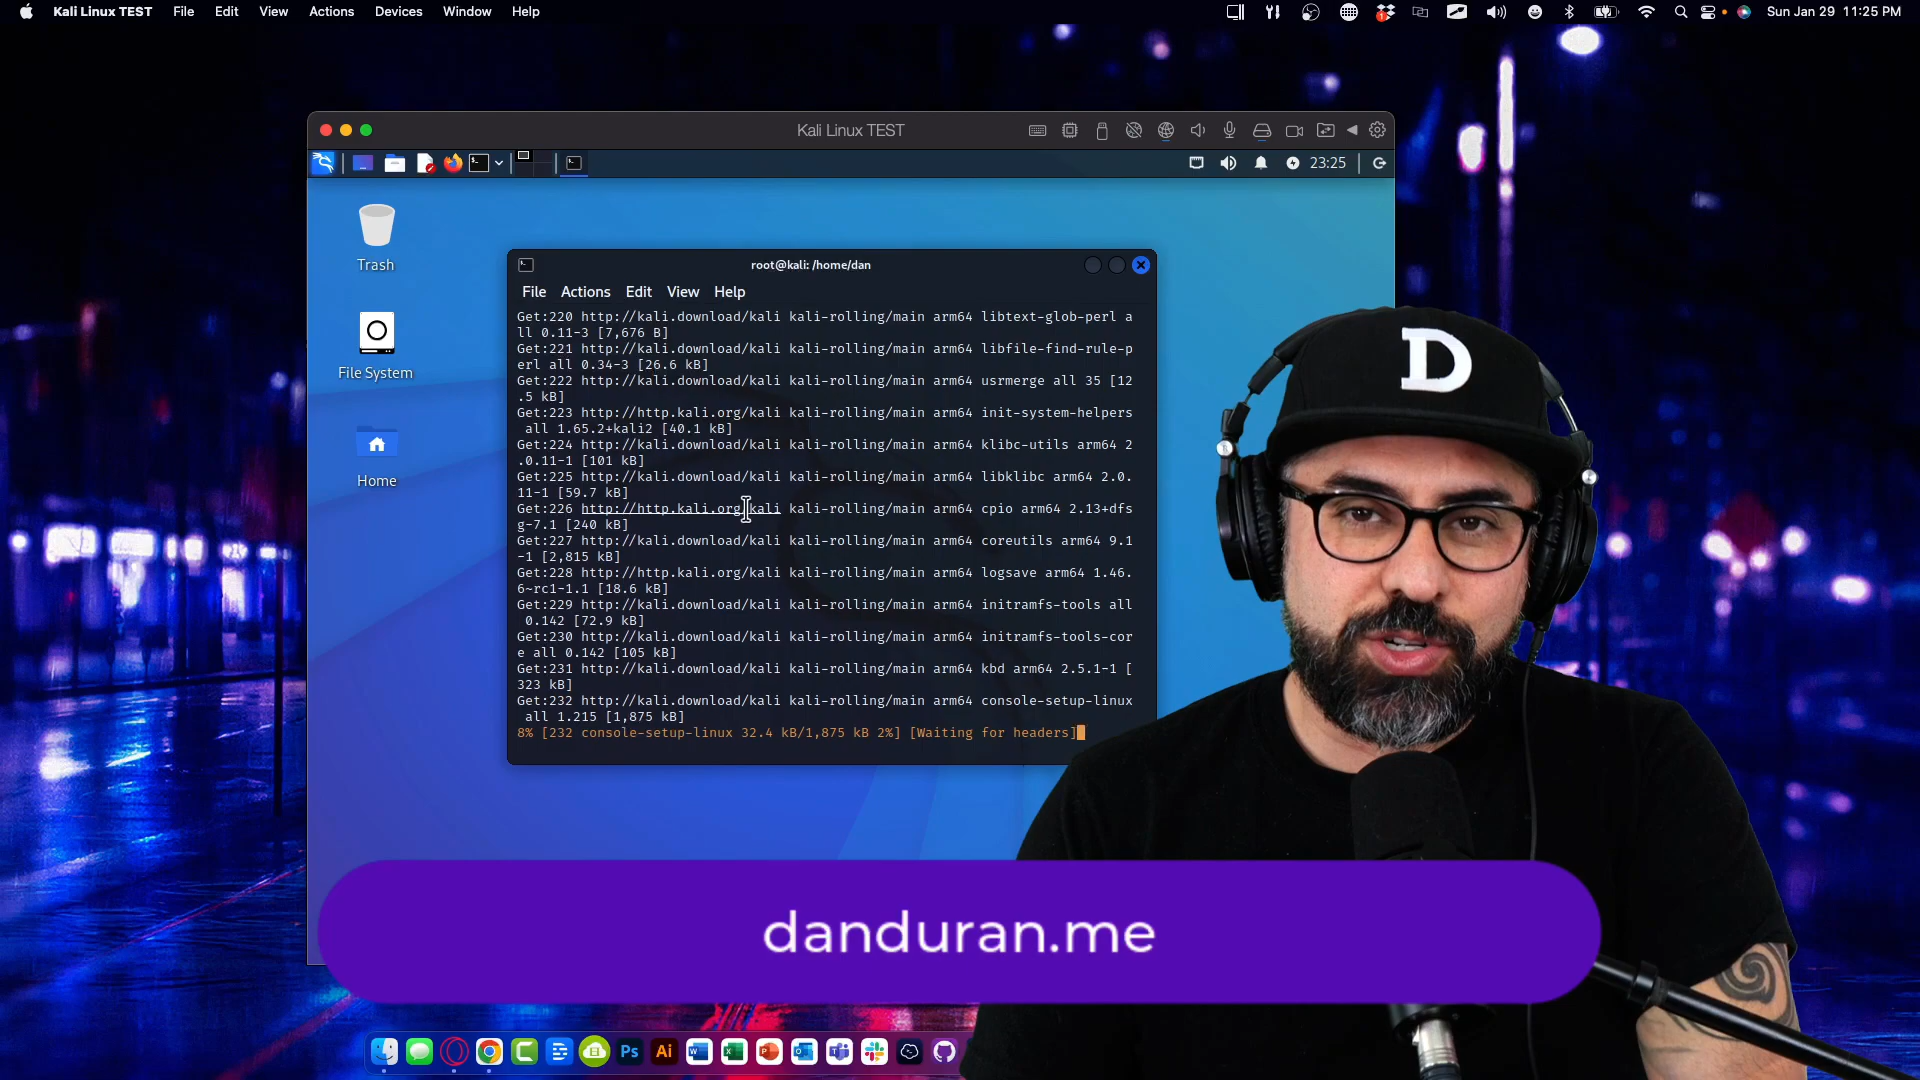 Kali Linux TEST File Edit View Actions Devices Window Help Sun Jan 29 11:25 PM
Kali Linux TEST
23:25
Trash
File System
Home
root@kali: /home/dan
File Actions Edit View Help
Get:220 http://kali.download/kali kali-rolling/main arm64 libtext-glob-perl a
ll 0.11-3 [7,676 B]
Get:221 http://kali.download/kali kali-rolling/main arm64 libfile-find-rule-p
erl all 0.34-3 [26.6 kB]
Get:222 http://kali.download/kali kali-rolling/main arm64 usrmerge all 35 [12
.5 kB]
Get:223 http://http.kali.org/kali kali-rolling/main arm64 init-system-helpers
 all 1.65.2+kali2 [40.1 kB]
Get:224 http://kali.download/kali kali-rolling/main arm64 klibc-utils arm64 2
.0.11-1 [101 kB]
Get:225 http://kali.download/kali kali-rolling/main arm64 libklibc arm64 2.0.
11-1 [59.7 kB]
Get:226 http://http.kali.org/kali kali-rolling/main arm64 cpio arm64 2.13+dfs
g-7.1 [240 kB]
Get:227 http://kali.download/kali kali-rolling/main arm64 coreutils arm64 9.1
-1 [2,815 kB]
Get:228 http://http.kali.org/kali kali-rolling/main arm64 logsave arm64 1.46.
6~rc1-1.1 [18.6 kB]
Get:229 http://kali.download/kali kali-rolling/main arm64 initramfs-tools all
 0.142 [72.9 kB]
Get:230 http://kali.download/kali kali-rolling/main arm64 initramfs-tools-cor
e all 0.142 [105 kB]
Get:231 http://kali.download/kali kali-rolling/main arm64 kbd arm64 2.5.1-1 [
323 kB]
Get:232 http://kali.download/kali kali-rolling/main arm64 console-setup-linux
 all 1.215 [1,875 kB]
8% [232 console-setup-linux 32.4 kB/1,875 kB 2%] [Waiting for headers]
D
danduran.me
Ps Ai W X P O T